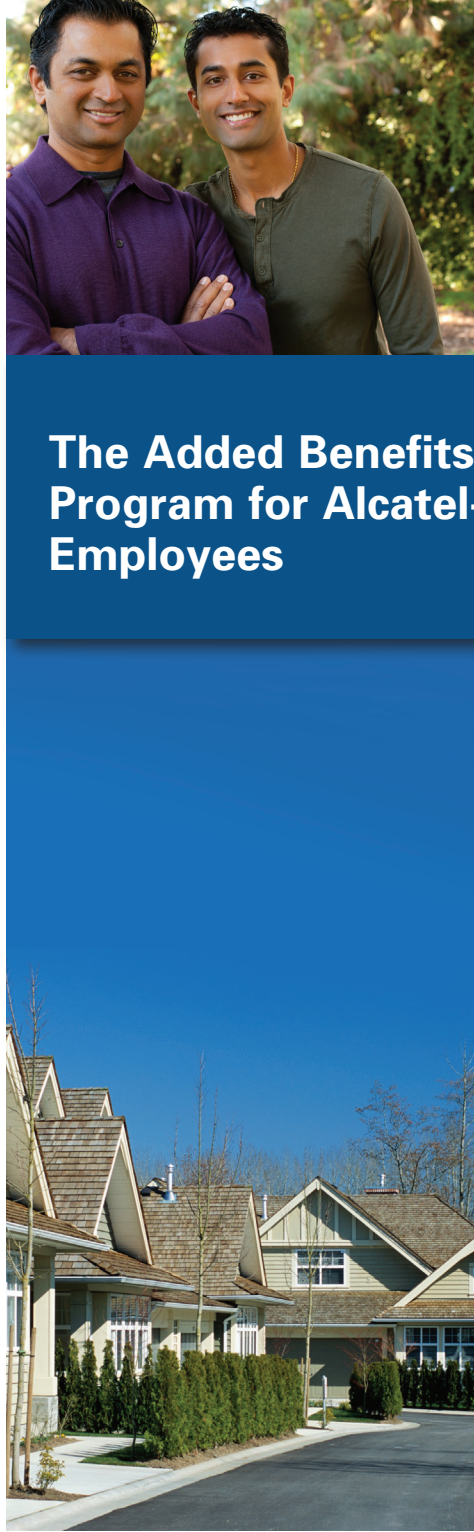 The Added Benefits
Program for Alcatel-
Employees